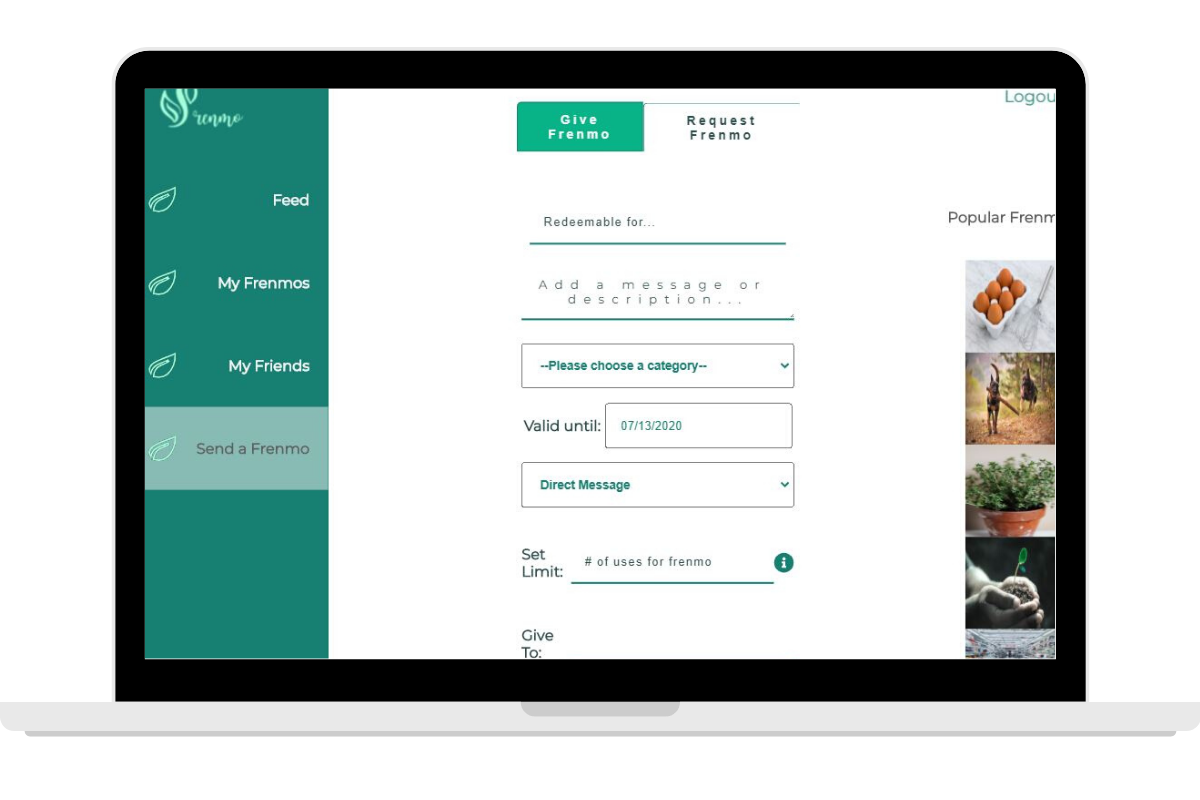 renmo
Feed
My Frenmos
My Friends
Send a Frenmo
Give
Frenmo
Request
Frenmo
Redeemable for...
Add a message or
description...
--Please choose a category--
Valid until:
07/13/2020
Direct Message
Set
Limit:
# of uses for frenmo
i
Give
To:
Logou
Popular Frenm